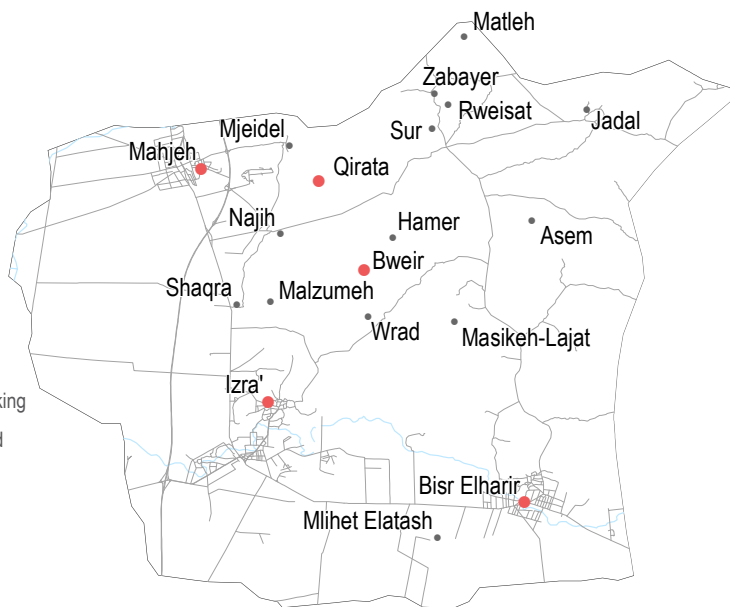 Matleh
Zabayer
Rweisat
Jadal
Sur
Mjeidel
Mahjeh
Qirata
Najih
Hamer
Asem
Bweir
Shaqra
Malzumeh
Wrad
Masikeh-Lajat
Izra'
Bisr Elharir
Mlihet Elatash